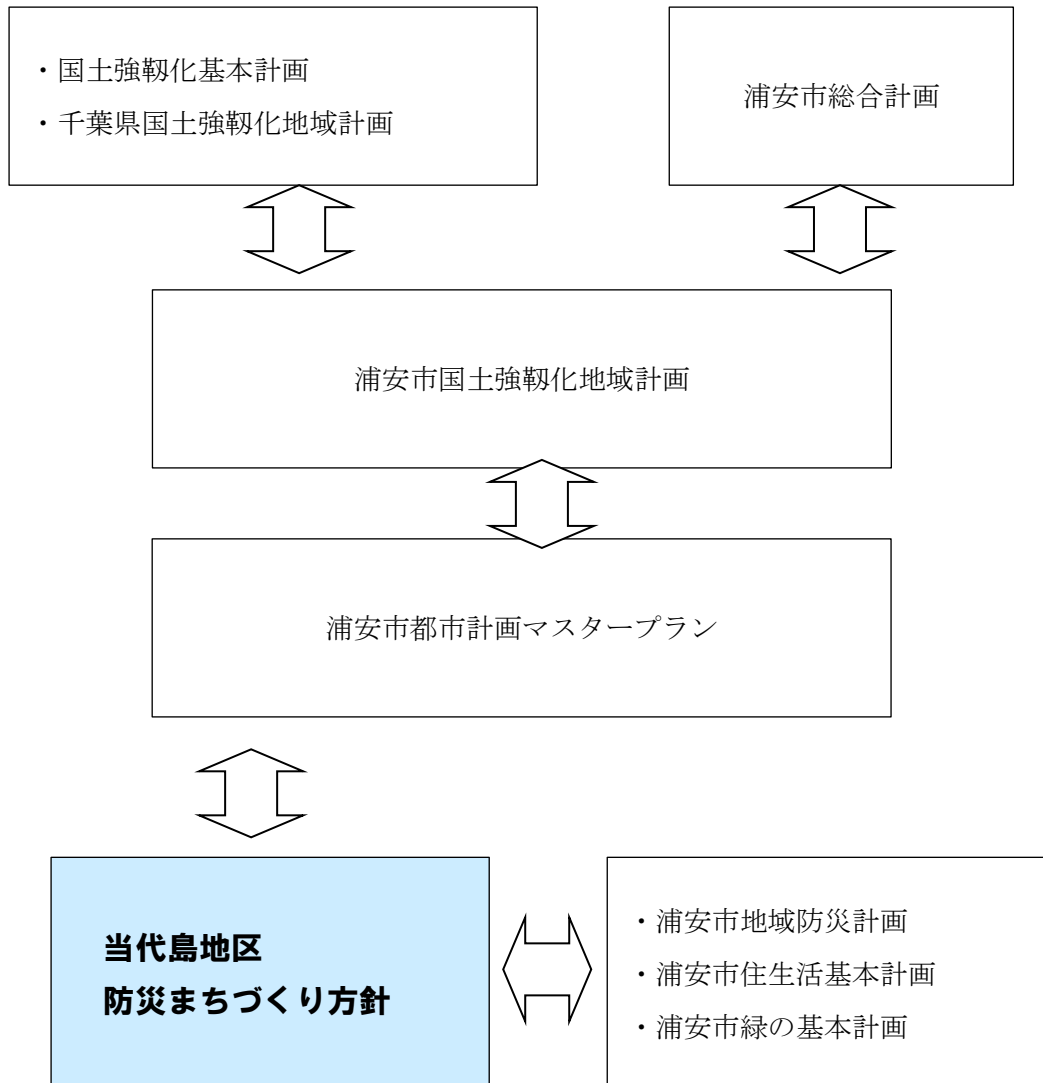 ・国土強靱化基本計画
・千葉県国土強靱化地域計画
浦安市総合計画
浦安市国土強靱化地域計画
浦安市都市計画マスタープラン
当代島地区
防災まちづくり方針
・浦安市地域防災計画
・浦安市住生活基本計画
・浦安市緑の基本計画